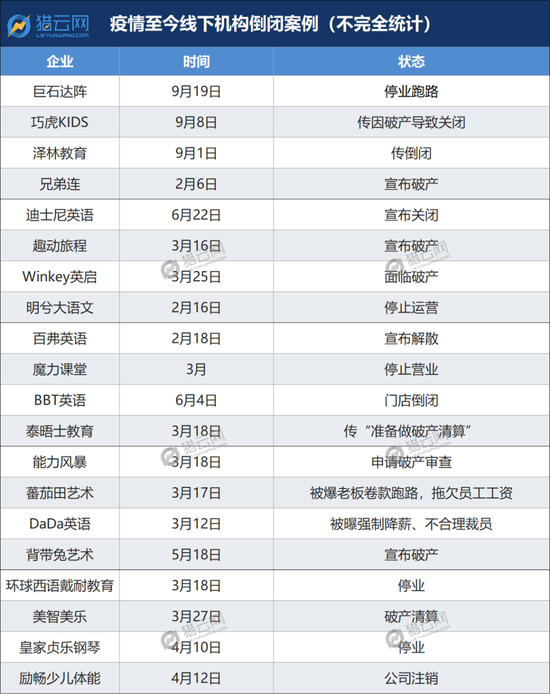 猎云网
LIEYUNWANG.COM
疫情至今线下机构倒闭案例（不完全统计）
企业 时间 状态
巨石达阵 9月19日 停业跑路
巧虎KIDS 9月8日 传因破产导致关闭
泽林教育 9月1日 传倒闭
兄弟连 2月6日 宣布破产
迪士尼英语 6月22日 宣布关闭
趣动旅程 3月16日 宣布破产
Winkey英启 3月25日 面临破产
明兮大语文 2月16日 停止运营
百弗英语 2月18日 宣布解散
魔力课堂 3月 停止营业
BBT英语 6月4日 门店倒闭
泰晤士教育 3月18日 传“准备做破产清算”
能力风暴 3月18日 申请破产审查
蕃茄田艺术 3月17日 被爆老板卷款跑路，拖欠员工工资
DaDa英语 3月12日 被曝强制降薪、不合理裁员
背带兔艺术 5月18日 宣布破产
环球西语戴耐教育 3月18日 停业
美智美乐 3月27日 破产清算
皇家贞乐钢琴 4月10日 停业
励畅少儿体能 4月12日 公司注销